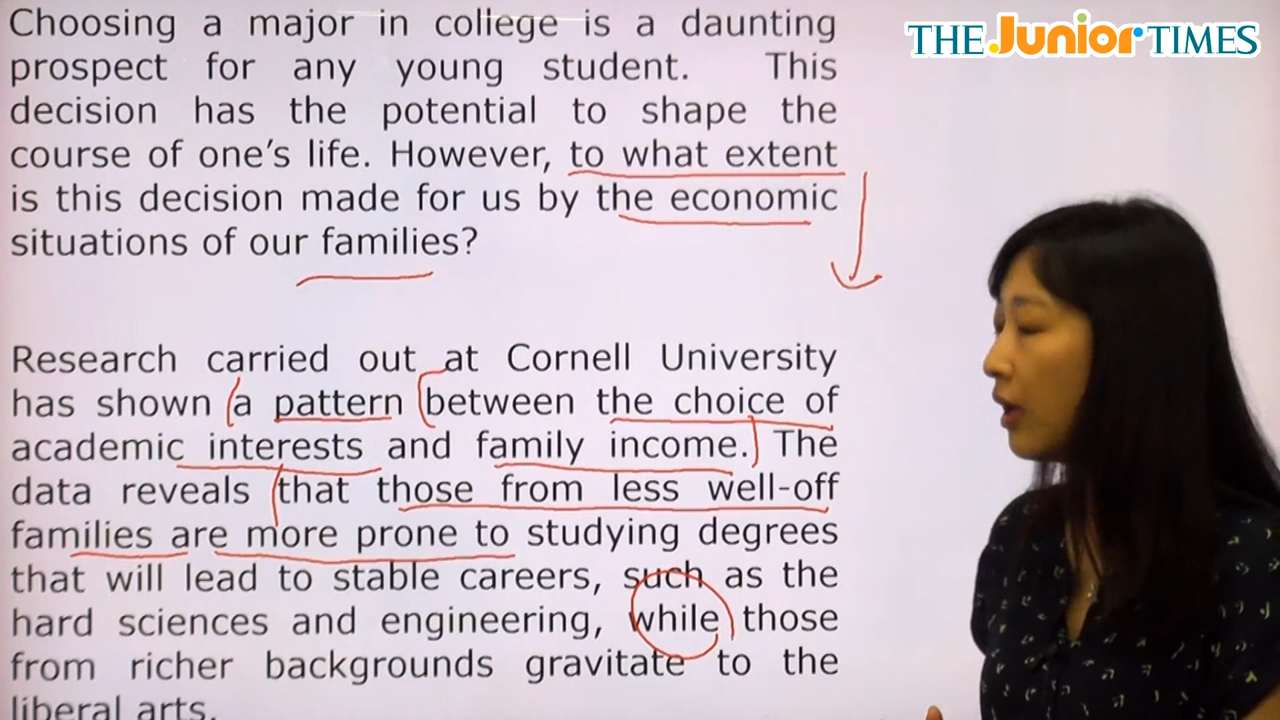 THE Junior TIMES
Choosing a major in college is a daunting
prospect for any young student. This
decision has the potential to shape the
course of one's life. However, to what extent
is this decision made for us by the economic
situations of our families?
Research carried out at Cornell University
has shown a pattern between the choice of
academic interests and family income. The
data reveals that those from less well-off
families are more prone to studying degrees
that will lead to stable careers, such as the
hard sciences and engineering, while those
from richer backgrounds gravitate to the
liberal arts.